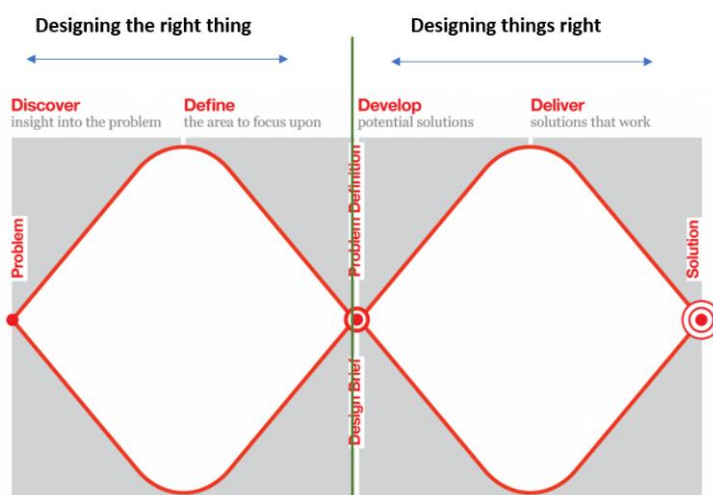 Designing the right thing
Designing things right
Discover
insight into the problem
Define
the area to focus upon
Develop
potential solutions
Deliver
solutions that work
Problem
Problem Definition
Design Brief
Solution